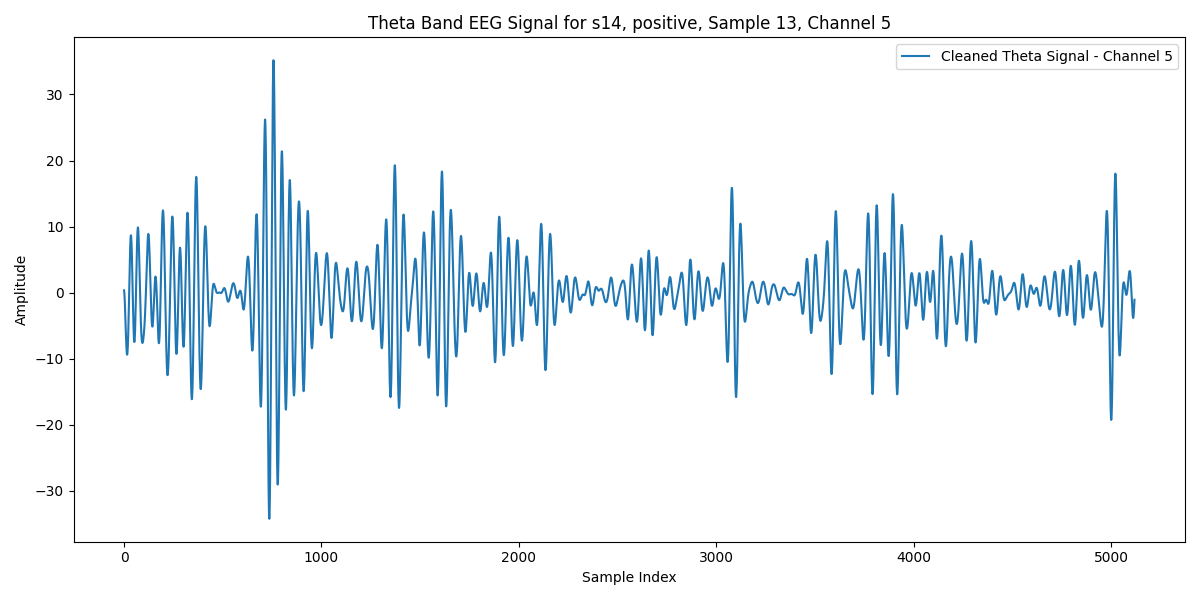 Theta Band EEG Signal for s14, positive, Sample 13, Channel 5
Cleaned Theta Signal - Channel 5
Amplitude
30
20
10
0
−10
−20
−30
0 1000 2000 3000 4000 5000
Sample Index